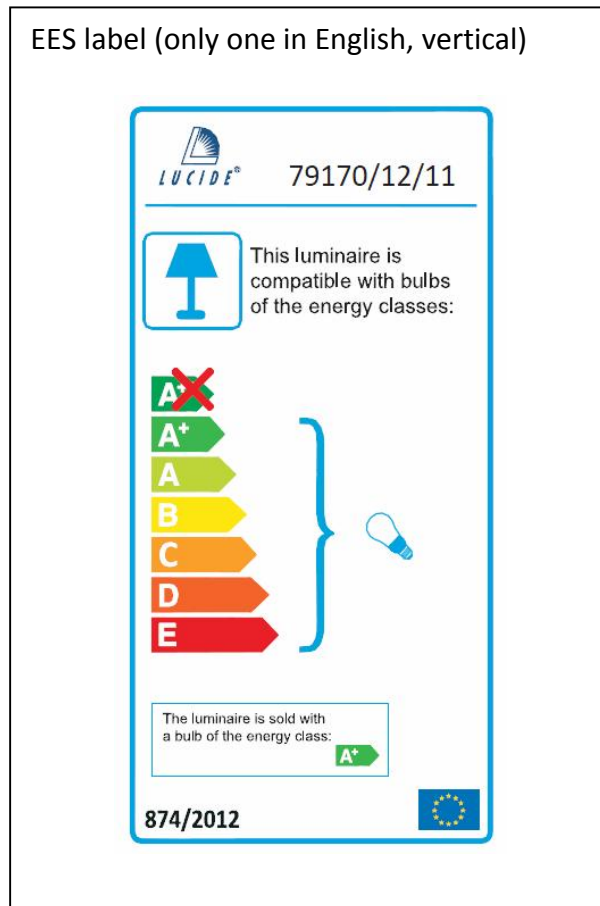 EES label (only one in English, vertical)
LUCIDE®
79170/12/11
This luminaire is
compatible with bulbs
of the energy classes:
A+
A+
A
B
C
D
E
The luminaire is sold with
a bulb of the energy class:
A+
874/2012